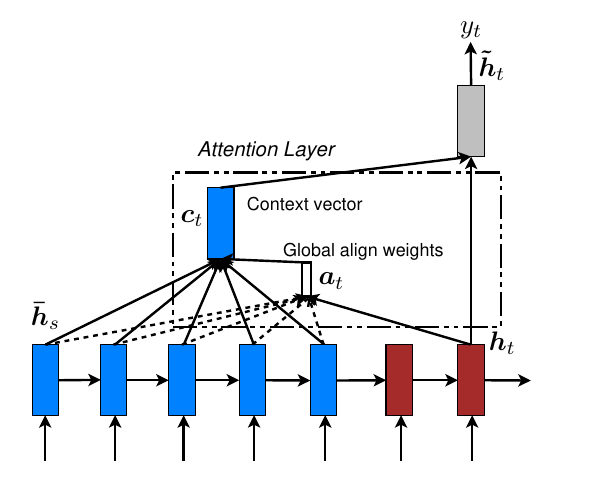 y_t
h̃_t
Attention Layer
c_t
Context vector
Global align weights
a_t
h̄_s
h_t